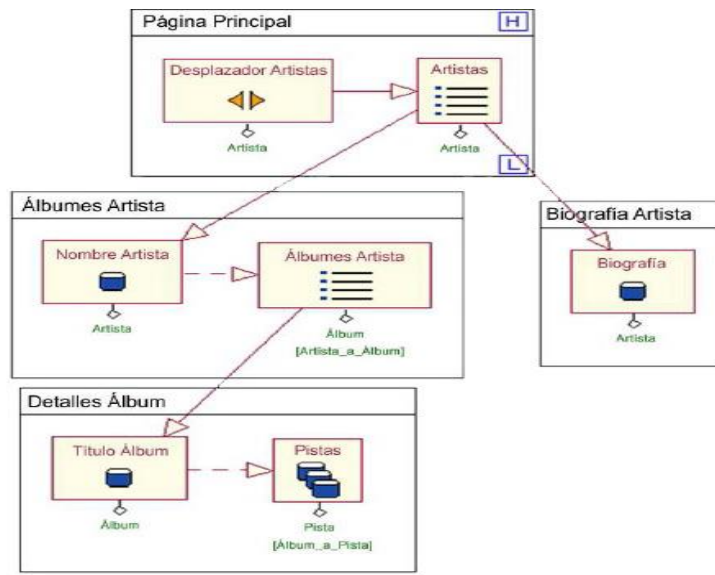 Página Principal
H
Desplazador Artistas
Artista
Artistas
Artista
L
Álbumes Artista
Nombre Artista
Artista
Álbumes Artista
Álbum
[Artista_a_Álbum]
Biografía Artista
Biografía
Artista
Detalles Álbum
Título Álbum
Álbum
Pistas
Pista
[Álbum_a_Pista]